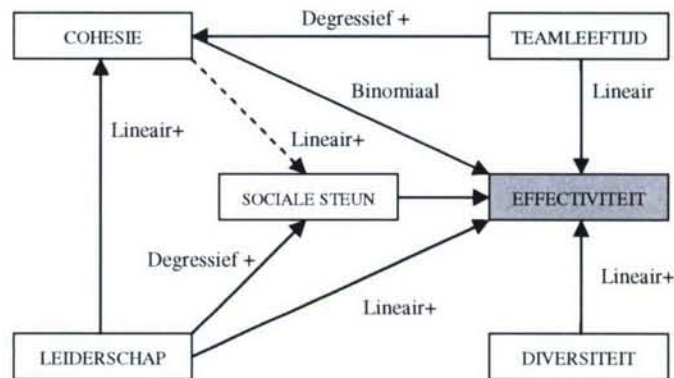 Degressief +
COHESIE
TEAMLEEFTIJD
Binomiaal
Lineair
Lineair+
Lineair+
SOCIALE STEUN
EFFECTIVITEIT
Degressief +
Lineair+
Lineair+
LEIDERSCHAP
DIVERSITEIT